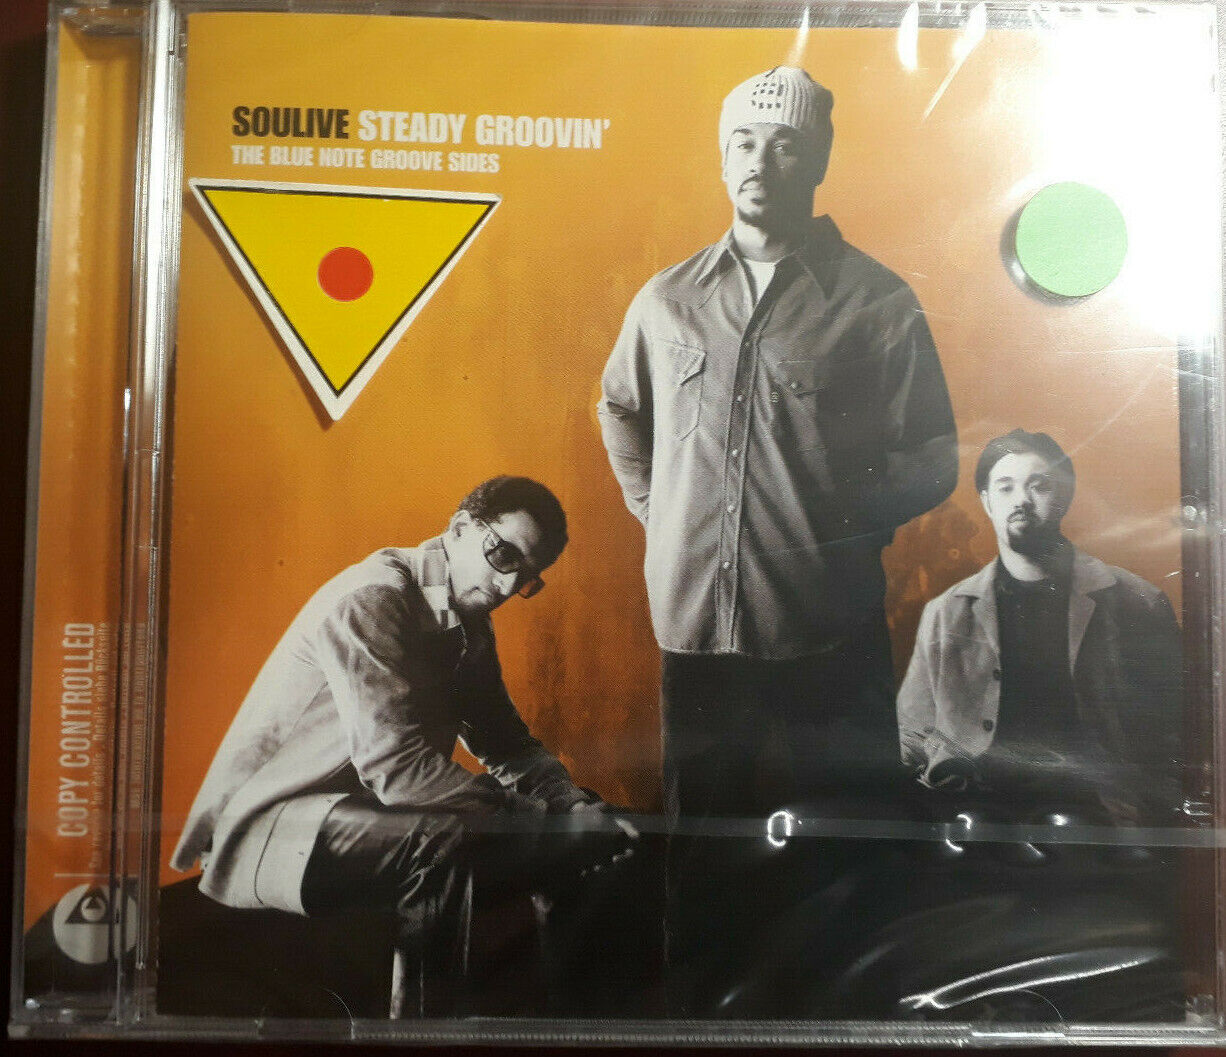 SOULIVE STEADY GROOVIN'
THE BLUE NOTE GROOVE SIDES
COPY CONTROLLED